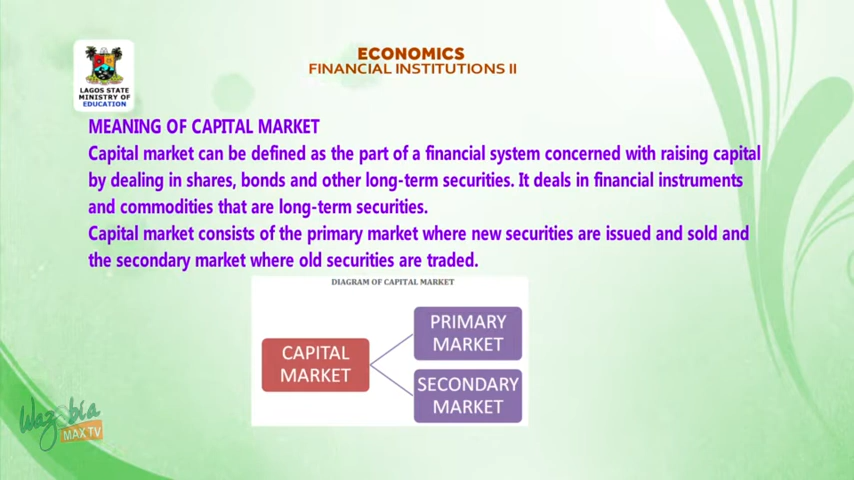 ECONOMICS
FINANCIAL INSTITUTIONS II
LAGOS STATE
MINISTRY OF
EDUCATION
MEANING OF CAPITAL MARKET
Capital market can be defined as the part of a financial system concerned with raising capital
by dealing in shares, bonds and other long-term securities. It deals in financial instruments
and commodities that are long-term securities.
Capital market consists of the primary market where new securities are issued and sold and
the secondary market where old securities are traded.
DIAGRAM OF CAPITAL MARKET
CAPITAL
MARKET
PRIMARY
MARKET
SECONDARY
MARKET
Wazobia
MAX TV